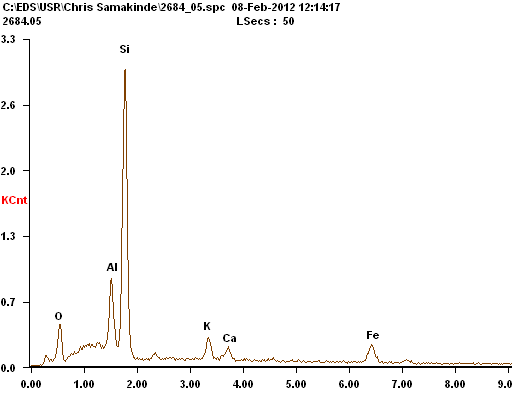 C:\EDS\USR\Chris Samakinde\2684_05.spc 08-Feb-2012 12:14:17
2684.05 LSecs : 50
3.3
Si
2.6
2.0
KCnt
1.3
Al
0.7
O
K
Ca
Fe
0.0
0.00 1.00 2.00 3.00 4.00 5.00 6.00 7.00 8.00 9.0